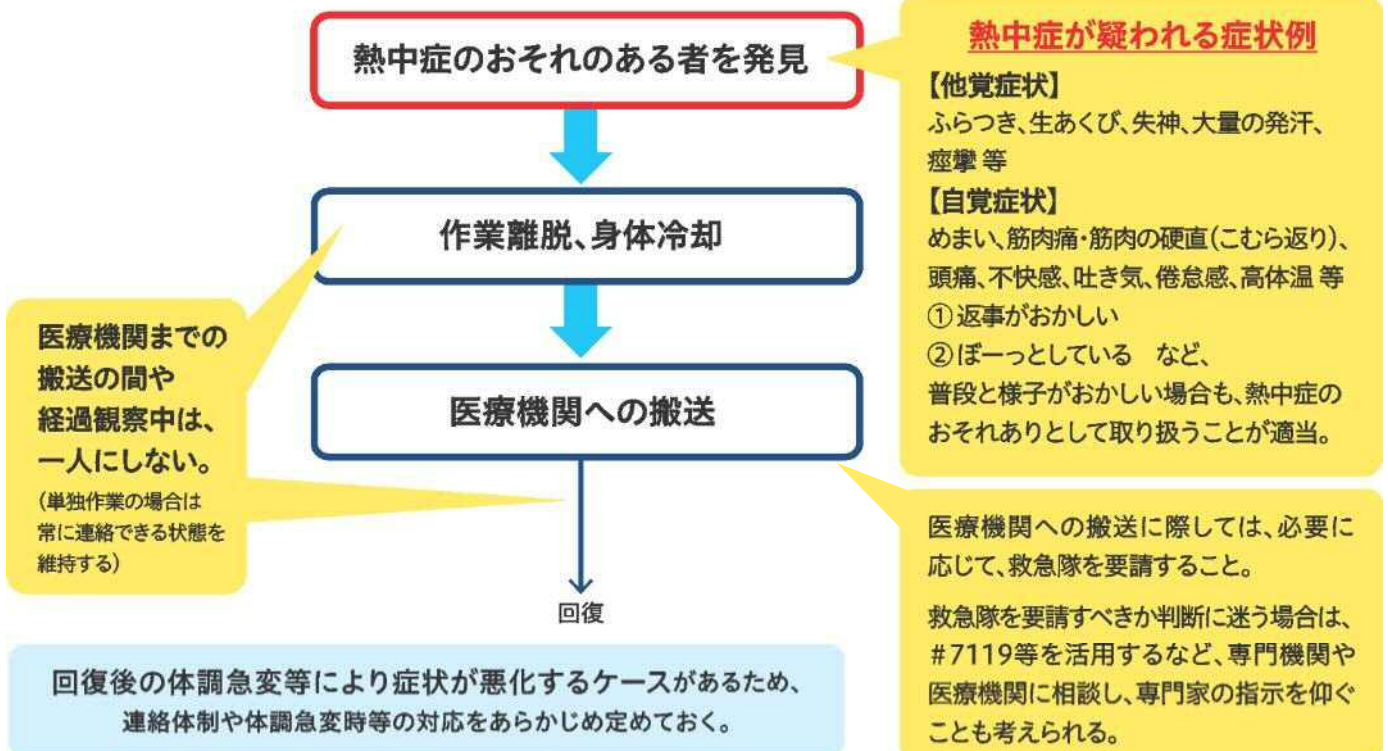 熱中症のおそれのある者を発見
作業離脱、身体冷却
医療機関への搬送
回復
医療機関までの
搬送の間や
経過観察中は、
一人にしない。
(単独作業の場合は
常に連絡できる状態を
維持する)
回復後の体調急変等により症状が悪化するケースがあるため、
連絡体制や体調急変時等の対応をあらかじめ定めておく。
熱中症が疑われる症状例
【他覚症状】
ふらつき、生あくび、失神、大量の発汗、
痙攣 等
【自覚症状】
めまい、筋肉痛・筋肉の硬直(こむら返り)、
頭痛、不快感、吐き気、倦怠感、高体温 等
①返事がおかしい
②ぼーっとしている　など、
普段と様子がおかしい場合も、熱中症の
おそれありとして取り扱うことが適当。
医療機関への搬送に際しては、必要に
応じて、救急隊を要請すること。
救急隊を要請すべきか判断に迷う場合は、
#7119等を活用するなど、専門機関や
医療機関に相談し、専門家の指示を仰ぐ
ことも考えられる。